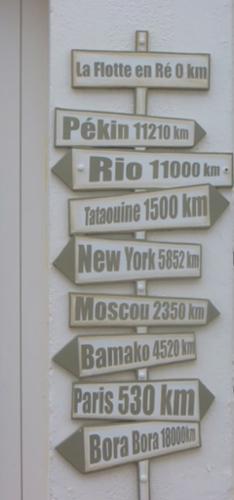 La Flotte en Ré 0 km
Pékin 11210 km
Rio 11000 km
Tataouine 1500 km
New York 5852 km
Moscou 2350 km
Bamako 4520 km
Paris 530 km
Bora Bora 18000km